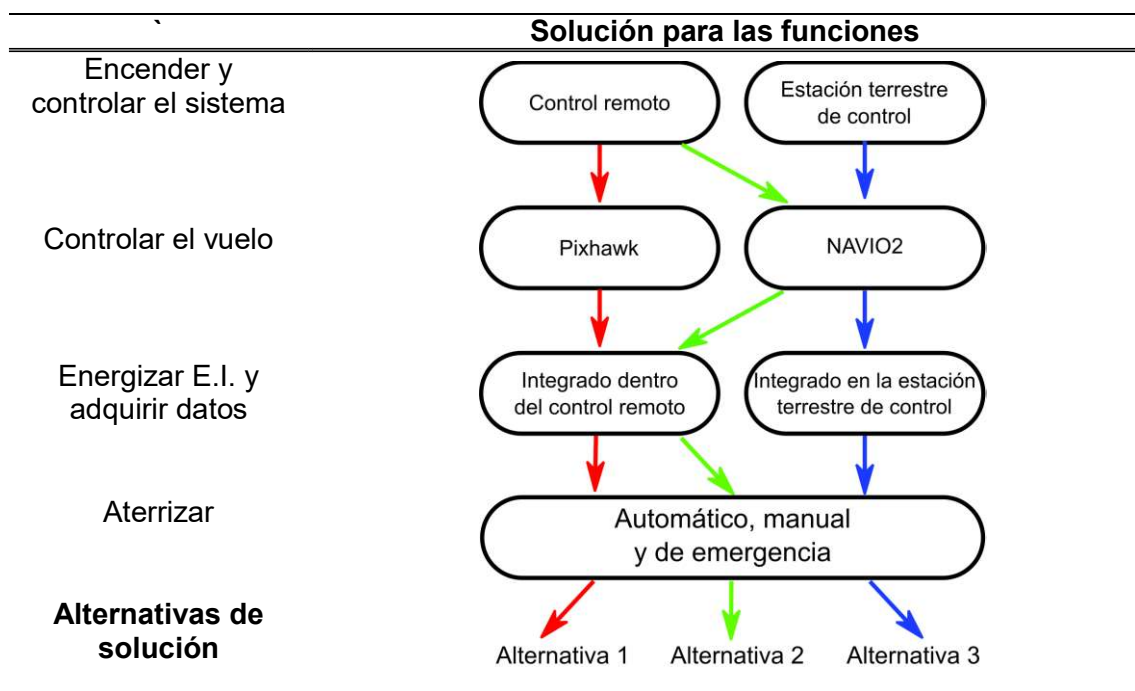 ` Solución para las funciones
Encender y
controlar el sistema
Control remoto
Estación terrestre
de control
Controlar el vuelo
Pixhawk
NAVIO2
Energizar E.I. y
adquirir datos
Integrado dentro
del control remoto
Integrado en la estación
terrestre de control
Aterrizar
Automático, manual
y de emergencia
Alternativas de
solución
Alternativa 1 Alternativa 2 Alternativa 3